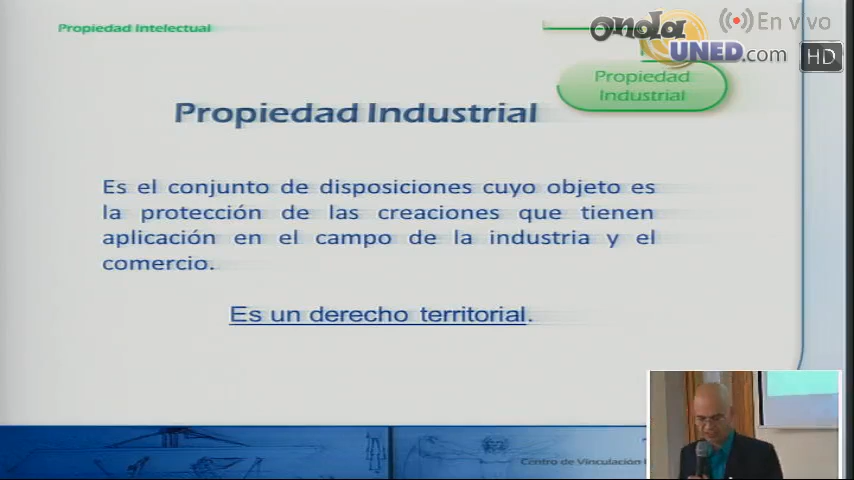 Propiedad Intelectual
onda
UNED.com
En vivo
HD
Propiedad
Industrial
Propiedad Industrial
Es el conjunto de disposiciones cuyo objeto es
la protección de las creaciones que tienen
aplicación en el campo de la industria y el
comercio.
Es un derecho territorial.
Centro de Vinculación